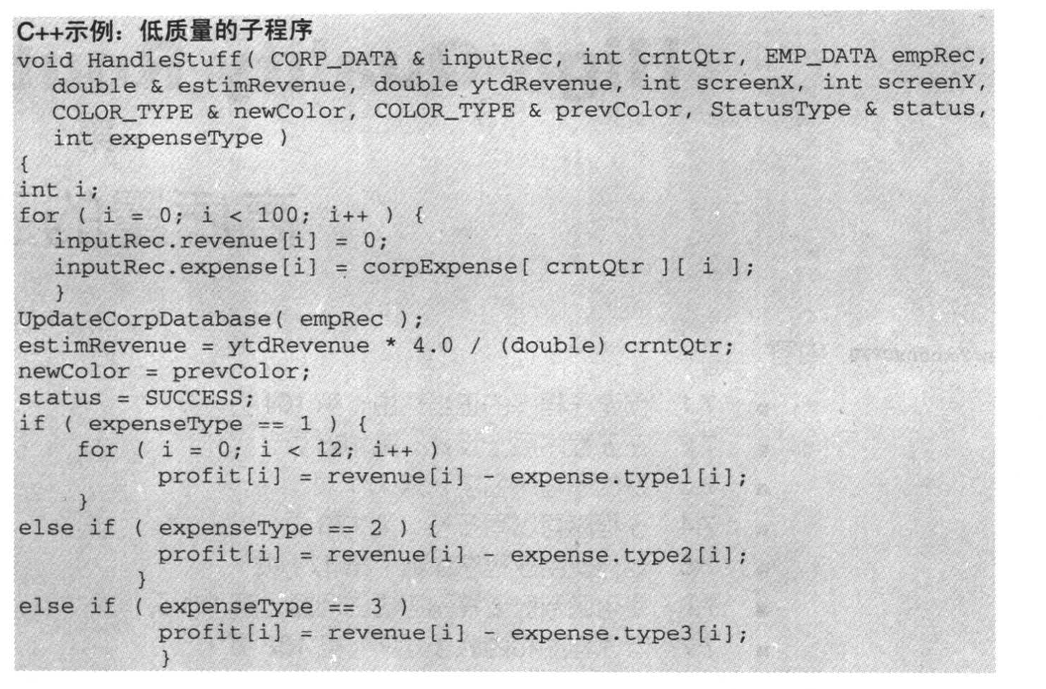 C++示例：低质量的子程序
void HandleStuff( CORP_DATA & inputRec, int crntQtr, EMP_DATA empRec,
double & estimRevenue, double ytdRevenue, int screenX, int screenY,
COLOR_TYPE & newColor, COLOR_TYPE & prevColor, StatusType & status,
int expenseType )
{
int i;
for ( i = 0; i < 100; i++ ) {
inputRec.revenue[i] = 0;
inputRec.expense[i] = corpExpense[ crntQtr ][ i ];
}
UpdateCorpDatabase( empRec );
estimRevenue = ytdRevenue * 4.0 / (double) crntQtr;
newColor = prevColor;
status = SUCCESS;
if ( expenseType == 1 ) {
for ( i = 0; i < 12; i++ )
profit[i] = revenue[i] - expense.type1[i];
}
else if ( expenseType == 2 ) {
profit[i] = revenue[i] - expense.type2[i];
}
else if ( expenseType == 3 )
profit[i] = revenue[i] - expense.type3[i];
}